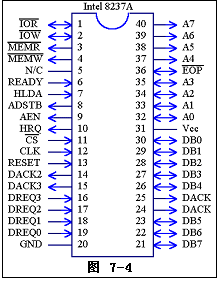 Intel 8237A
IOR 1 40 A7
IOW 2 39 A6
MEMR 3 38 A5
MEMW 4 37 A4
N/C 5 36 EOP
READY 6 35 A3
HLDA 7 34 A2
ADSTB 8 33 A1
AEN 9 32 A0
HRQ 10 31 Vcc
CS 11 30 DB0
CLK 12 29 DB1
RESET 13 28 DB2
DACK2 14 27 DB3
DACK3 15 26 DB4
DREQ3 16 25 DACK
DREQ2 17 24 DACK
DREQ1 18 23 DB5
DREQ0 19 22 DB6
GND 20 21 DB7
图 7-4